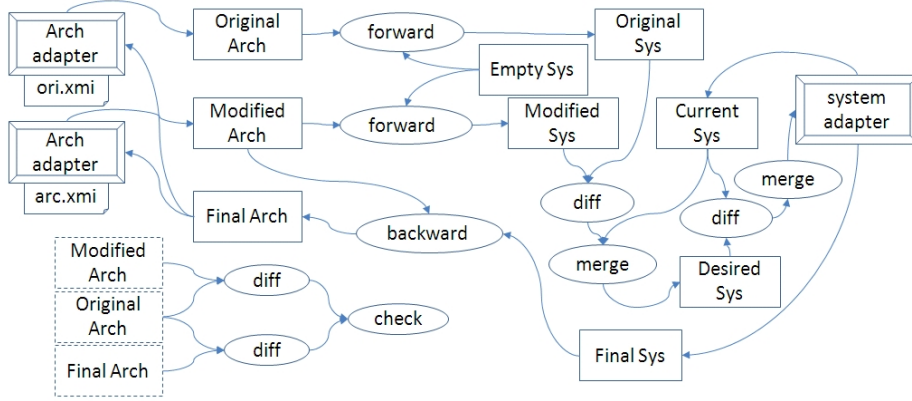 Arch
adapter
ori.xmi
Original
Arch
forward
Original
Sys
Empty Sys
Arch
adapter
arc.xmi
Modified
Arch
forward
Modified
Sys
Current
Sys
system
adapter
merge
diff
diff
Final Arch
backward
merge
Desired
Sys
Modified
Arch
Original
Arch
Final Arch
diff
diff
check
Final Sys